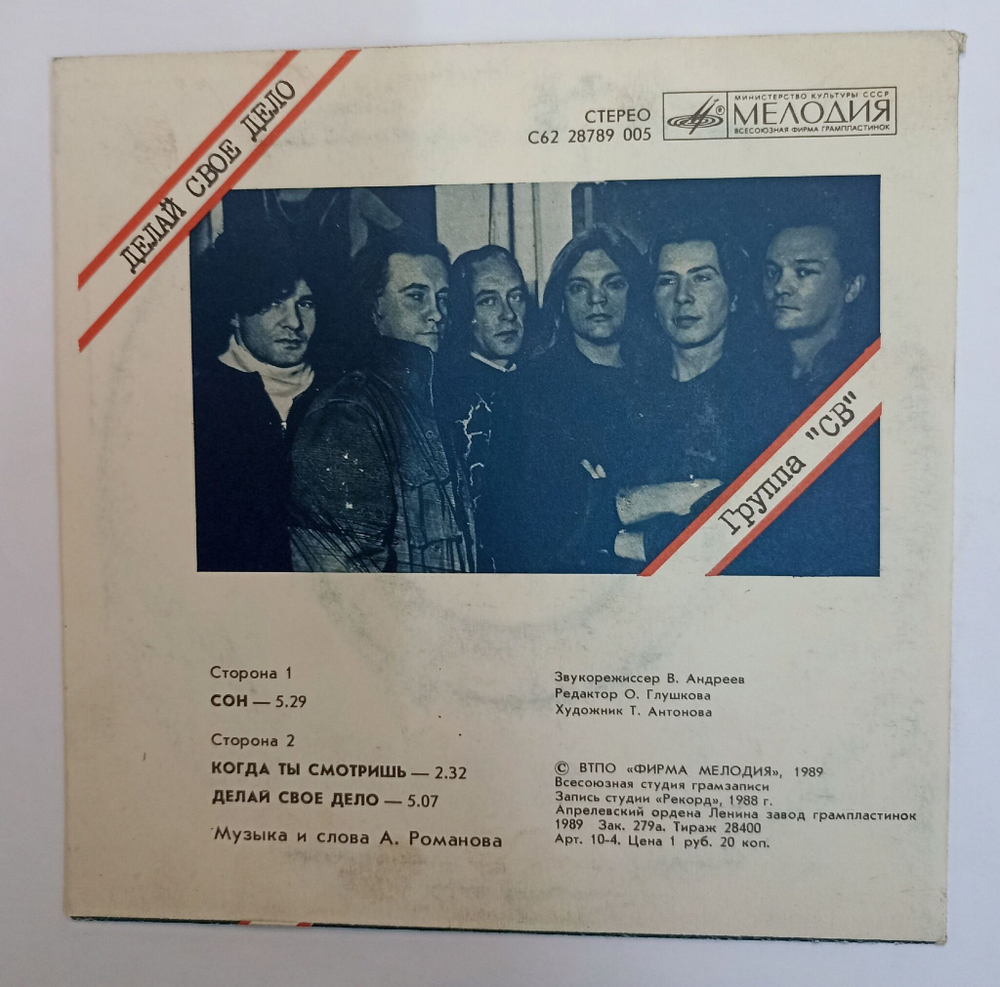 ДЕЛАЙ СВОЕ ДЕЛО
СТЕРЕО
С62 28789 005
МИНИСТЕРСТВО КУЛЬТУРЫ СССР
МЕЛОДИЯ
ВСЕСОЮЗНАЯ ФИРМА ГРАМПЛАСТИНОК
Группа "СВ"
Сторона 1
СОН — 5.29
Сторона 2
КОГДА ТЫ СМОТРИШЬ — 2.32
ДЕЛАЙ СВОЕ ДЕЛО — 5.07
Музыка и слова А. Романова
Звукорежиссер В. Андреев
Редактор О. Глушкова
Художник Т. Антонова
© ВТПО «ФИРМА МЕЛОДИЯ», 1989
Всесоюзная студия грамзаписи
Запись студии «Рекорд», 1988 г.
Апрелевский ордена Ленина завод грампластинок
1989 Зак. 279а. Тираж 28400
Арт. 10-4. Цена 1 руб. 20 коп.